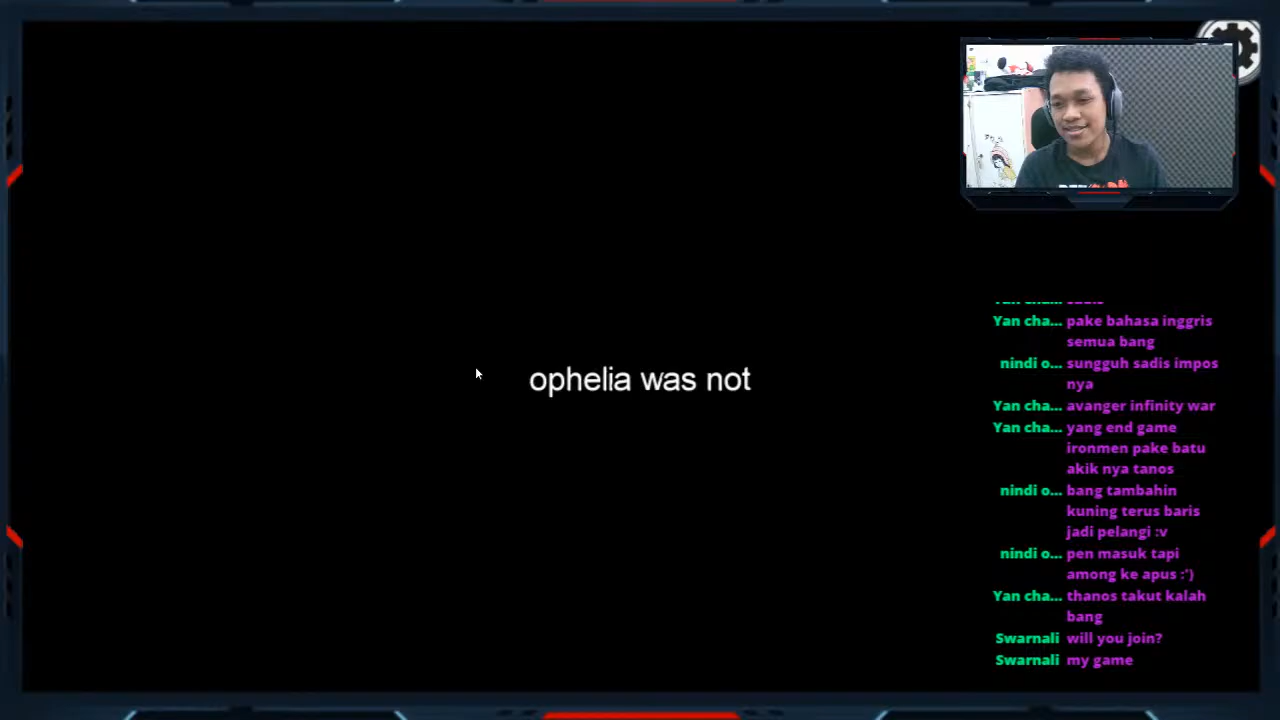 ophelia was not
Yan cha... sadis
Yan cha... pake bahasa inggris
semua bang
nindi o... sungguh sadis impos
nya
Yan cha... avanger infinity war
Yan cha... yang end game
ironmen pake batu
akik nya tanos
nindi o... bang tambahin
kuning terus baris
jadi pelangi :v
nindi o... pen masuk tapi
among ke apus :')
Yan cha... thanos takut kalah
bang
Swarnali will you join?
Swarnali my game